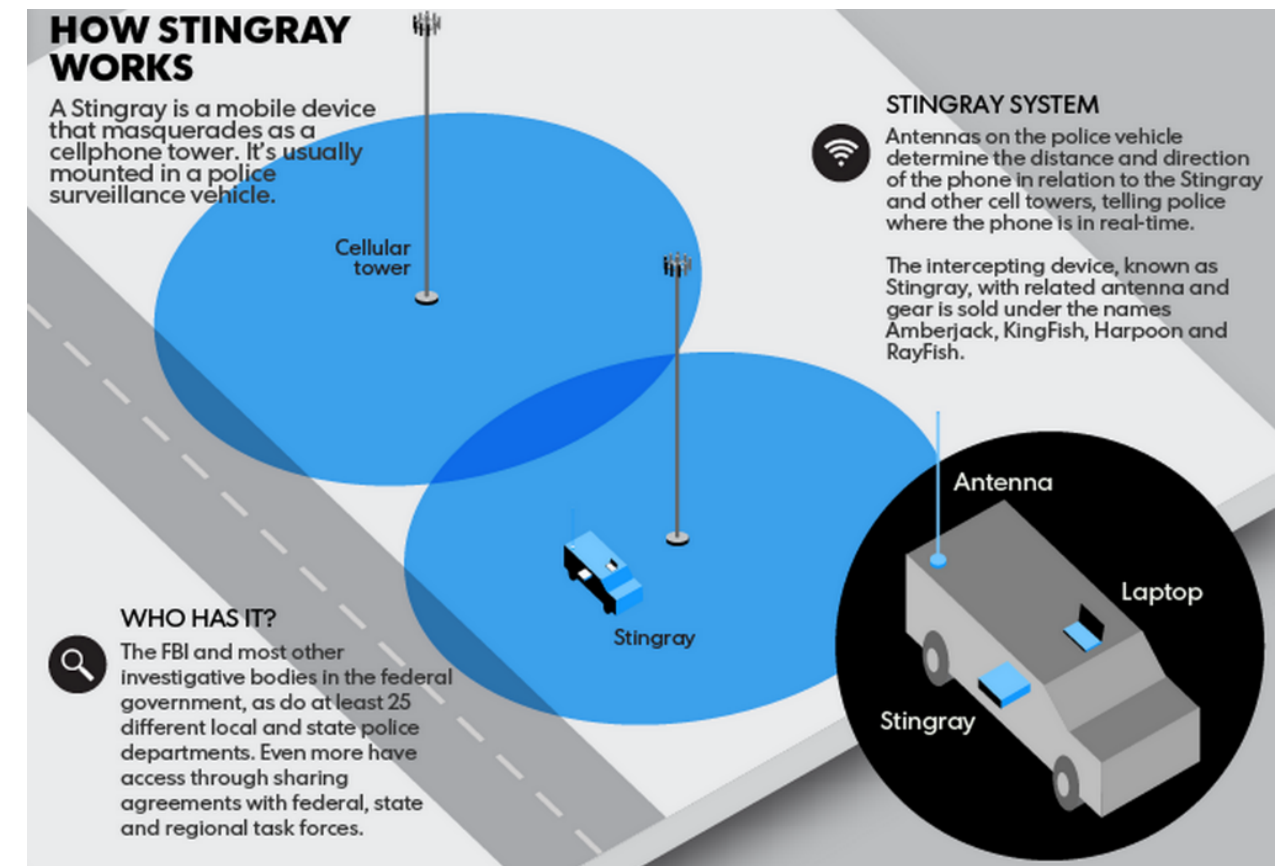 HOW STINGRAY
WORKS
A Stingray is a mobile device
that masquerades as a
cellphone tower. It's usually
mounted in a police
surveillance vehicle.
Cellular
tower
STINGRAY SYSTEM
Antennas on the police vehicle
determine the distance and direction
of the phone in relation to the Stingray
and other cell towers, telling police
where the phone is in real-time.
The intercepting device, known as
Stingray, with related antenna and
gear is sold under the names
Amberjack, KingFish, Harpoon and
RayFish.
Antenna
Laptop
Stingray
Stingray
WHO HAS IT?
The FBI and most other
investigative bodies in the federal
government, as do at least 25
different local and state police
departments. Even more have
access through sharing
agreements with federal, state
and regional task forces.